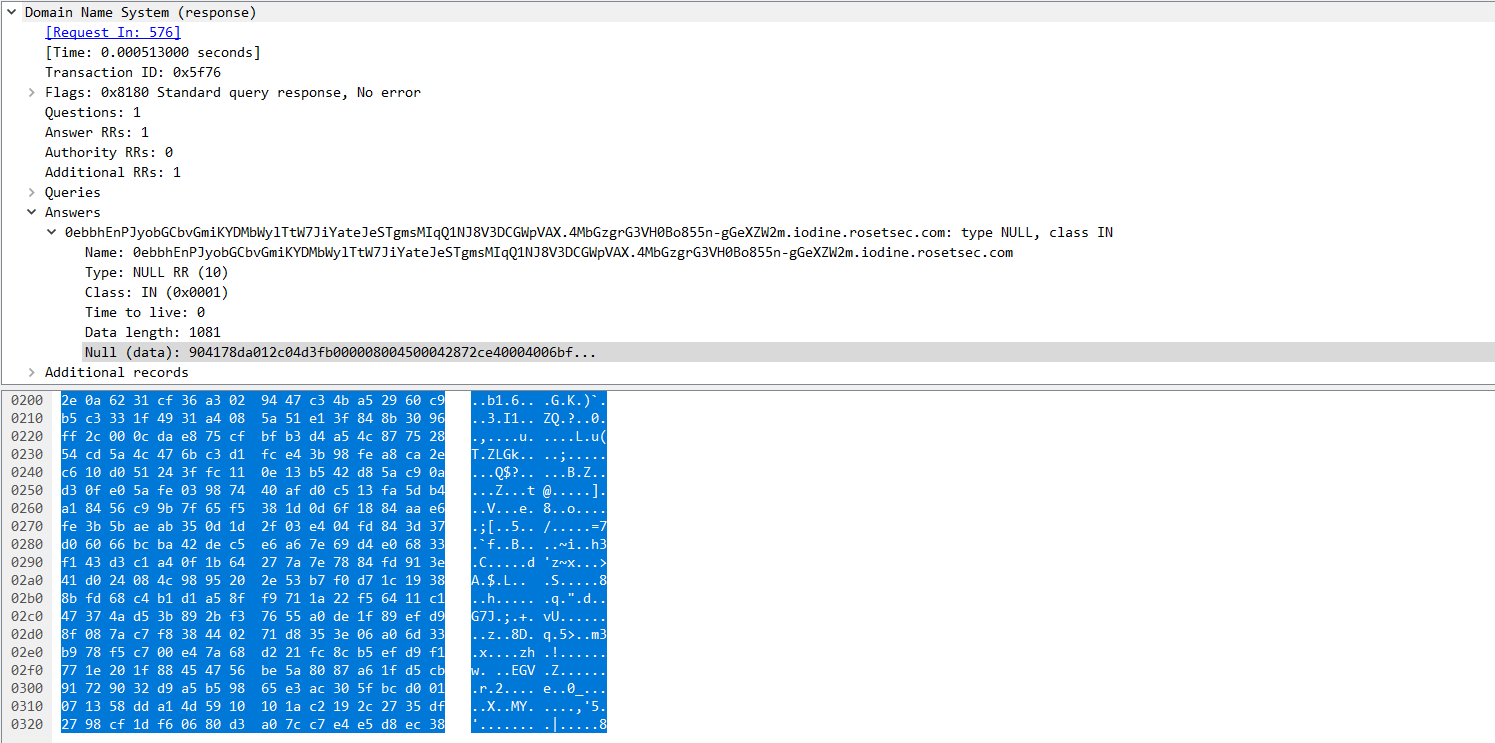 Domain Name System (response)
[Request In: 576]
[Time: 0.000513000 seconds]
Transaction ID: 0x5f76
Flags: 0x8180 Standard query response, No error
Questions: 1
Answer RRs: 1
Authority RRs: 0
Additional RRs: 1
Queries
Answers
0ebbhEnPJyobGCbvGmiKYDMbWylTtW7JiYateJeSTgmsMIqQ1NJ8V3DCGWpVAX.4MbGzgrG3VH0Bo855n-gGeXZW2m.iodine.rosetsec.com: type NULL, class IN
Name: 0ebbhEnPJyobGCbvGmiKYDMbWylTtW7JiYateJeSTgmsMIqQ1NJ8V3DCGWpVAX.4MbGzgrG3VH0Bo855n-gGeXZW2m.iodine.rosetsec.com
Type: NULL RR (10)
Class: IN (0x0001)
Time to live: 0
Data length: 1081
Null (data): 904178da012c04d3fb000008004500042872ce40004006bf...
Additional records
0200 2e 0a 62 31 cf 36 a3 02 94 47 c3 4b a5 29 60 c9 ..b1.6.. .G.K.)`.
0210 b5 c3 33 1f 49 31 a4 08 5a 51 e1 3f 84 8b 30 96 ..3.I1.. ZQ.?..0.
0220 ff 2c 00 0c da e8 75 cf bf b3 d4 a5 4c 87 75 28 .,....u. ....L.u(
0230 54 cd 5a 4c 47 6b c3 d1 fc e4 3b 98 fe a8 ca 2e T.ZLGk.. ..;.....
0240 c6 10 d0 51 24 3f fc 11 0e 13 b5 42 d8 5a c9 0a ...Q$?.. ...B.Z..
0250 d3 0f e0 5a fe 03 98 74 40 af d0 c5 13 fa 5d b4 ...Z...t @.....].
0260 a1 84 56 c9 9b 7f 65 f5 38 1d 0d 6f 18 84 aa e6 ..V...e. 8..o....
0270 fe 3b 5b ae ab 35 0d 1d 2f 03 e4 04 fd 84 3d 37 .;[..5.. /.....=7
0280 d0 60 66 bc ba 42 de c5 e6 a6 7e 69 d4 e0 68 33 .`f..B.. ..~i..h3
0290 f1 43 d3 c1 a4 0f 1b 64 27 7a 7e 78 84 fd 91 3e .C.....d 'z~x...>
02a0 41 d0 24 08 4c 98 95 20 2e 53 b7 f0 d7 1c 19 38 A.$.L.. .S.....8
02b0 8b fd 68 c4 b1 d1 a5 8f f9 71 1a 22 f5 64 11 c1 ..h..... .q.".d..
02c0 47 37 4a d5 3b 89 2b f3 76 55 a0 de 1f 89 ef d9 G7J.;.+. vU......
02d0 8f 08 7a c7 f8 38 44 02 71 d8 35 3e 06 a0 6d 33 ..z..8D. q.5>..m3
02e0 b9 78 f5 c7 00 e4 7a 68 d2 21 fc 8c b5 ef d9 f1 .x....zh .!......
02f0 77 1e 20 1f 88 45 47 56 be 5a 80 87 a6 1f d5 cb w. ..EGV .Z......
0300 91 72 90 32 d9 a5 b5 98 65 e3 ac 30 5f bc d0 01 .r.2.... e..0_...
0310 07 13 58 dd a1 4d 59 10 10 1a c2 19 2c 27 35 df ..X..MY. ....,'5.
0320 27 98 cf 1d f6 06 80 d3 a0 7c c7 e4 e5 d8 ec 38 '....... .|.....8